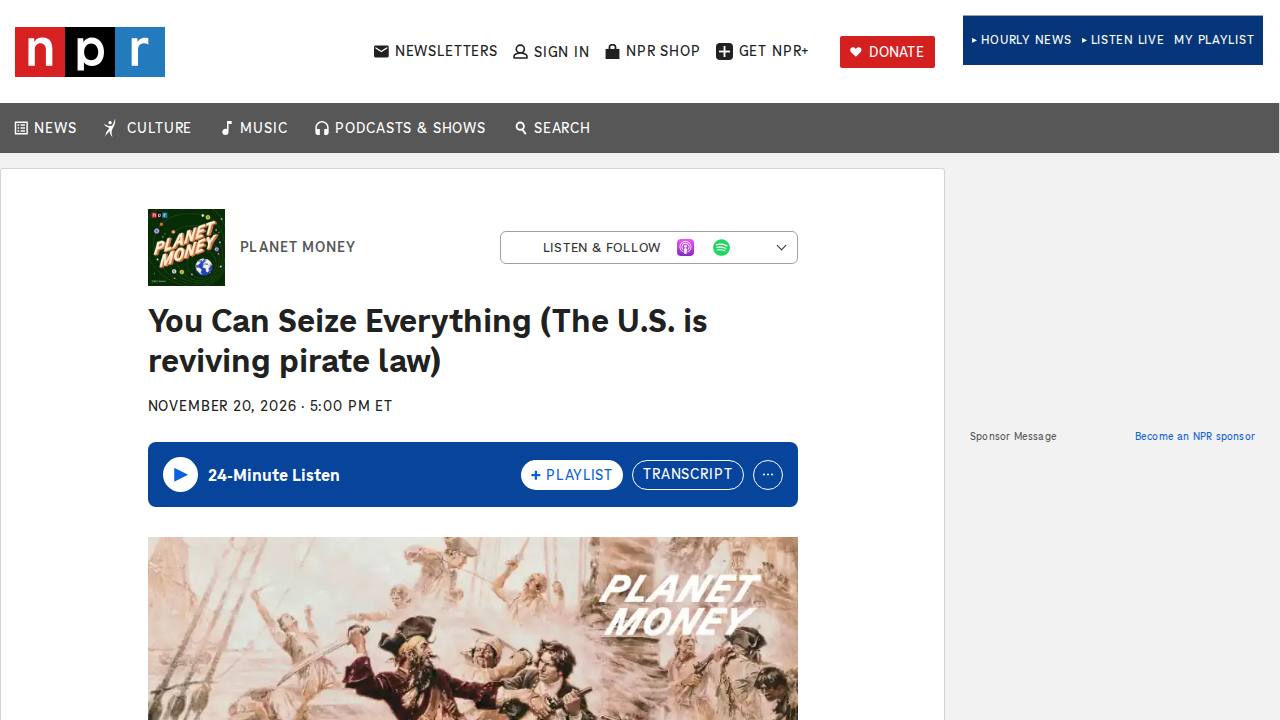 npr
NEWSLETTERS
SIGN IN
NPR SHOP
GET NPR+
DONATE
HOURLY NEWS
LISTEN LIVE
MY PLAYLIST
NEWS
CULTURE
MUSIC
PODCASTS & SHOWS
SEARCH
npr
PLANET
MONEY
PLANET MONEY
LISTEN & FOLLOW
You Can Seize Everything (The U.S. is
reviving pirate law)
NOVEMBER 20, 2026 · 5:00 PM ET
24-Minute Listen
+ PLAYLIST
TRANSCRIPT
Sponsor Message
Become an NPR sponsor
PLANET
MONEY